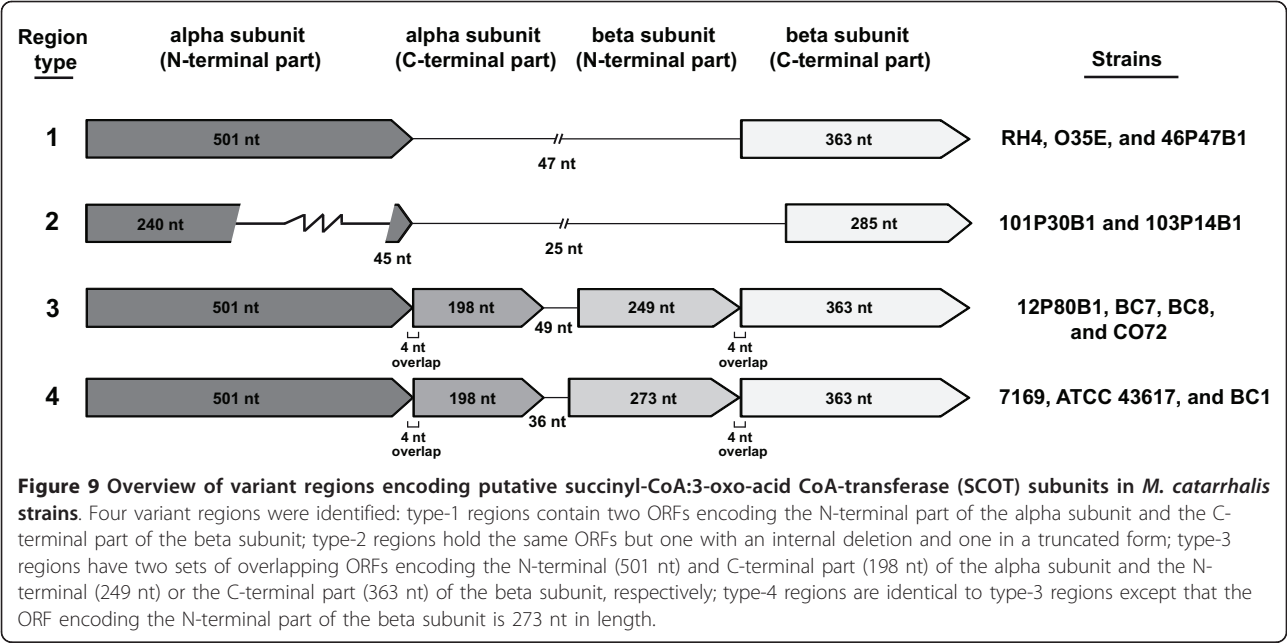 Region type
alpha subunit (N-terminal part)
alpha subunit (C-terminal part)
beta subunit (N-terminal part)
beta subunit (C-terminal part)
Strains
1
501 nt
47 nt
363 nt
RH4, O35E, and 46P47B1
2
240 nt
45 nt
25 nt
285 nt
101P30B1 and 103P14B1
3
501 nt
4 nt
overlap
198 nt
49 nt
249 nt
4 nt
overlap
363 nt
12P80B1, BC7, BC8,
and CO72
4
501 nt
4 nt
overlap
198 nt
36 nt
273 nt
4 nt
overlap
363 nt
7169, ATCC 43617, and BC1
Figure 9 Overview of variant regions encoding putative succinyl-CoA:3-oxo-acid CoA-transferase (SCOT) subunits in M. catarrhalis
strains. Four variant regions were identified: type-1 regions contain two ORFs encoding the N-terminal part of the alpha subunit and the C-
terminal part of the beta subunit; type-2 regions hold the same ORFs but one with an internal deletion and one in a truncated form; type-3
regions have two sets of overlapping ORFs encoding the N-terminal (501 nt) and C-terminal part (198 nt) of the alpha subunit and the N-
terminal (249 nt) or the C-terminal part (363 nt) of the beta subunit, respectively; type-4 regions are identical to type-3 regions except that the
ORF encoding the N-terminal part of the beta subunit is 273 nt in length.